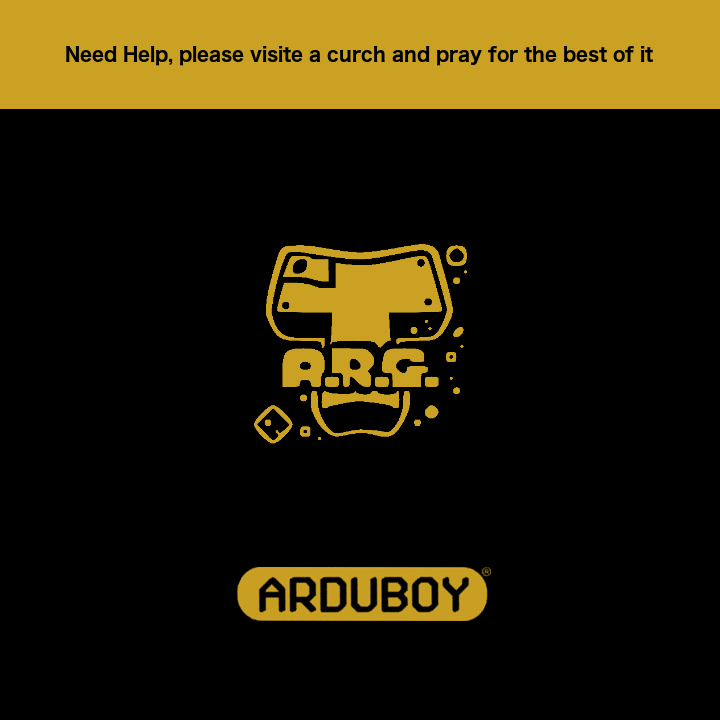 Need Help, please visite a curch and pray for the best of it
A.R.G.
ARDUBOY®